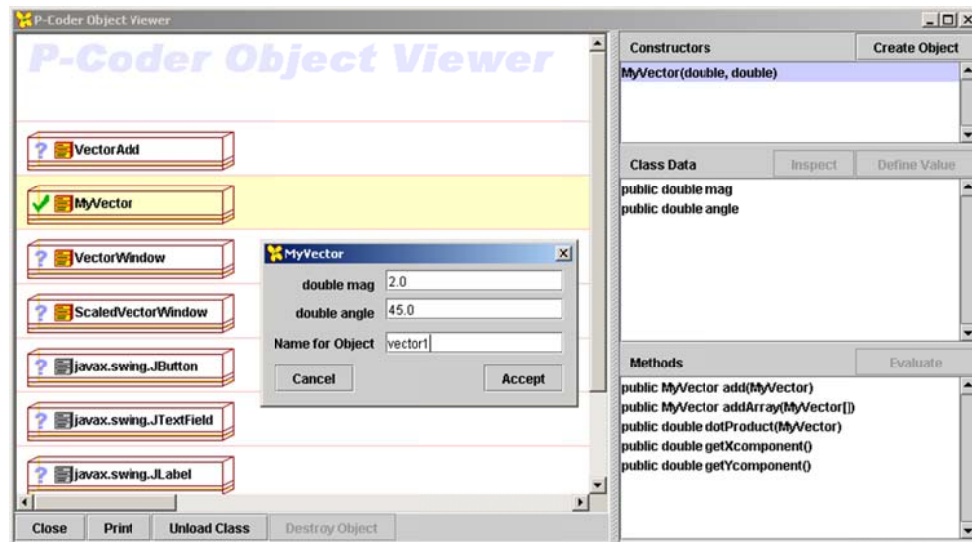 P-Coder Object Viewer
P-Coder Object Viewer
VectorAdd
MyVector
VectorWindow
ScaledVectorWindow
javax.swing.JButton
javax.swing.JTextField
javax.swing.JLabel
Close Print Unload Class Destroy Object
MyVector
double mag 2.0
double angle 45.0
Name for Object vector1
Cancel Accept
Constructors Create Object
MyVector(double, double)
Class Data Inspect Define Value
public double mag
public double angle
Methods Evaluate
public MyVector add(MyVector)
public MyVector addArray(MyVector[])
public double dotProduct(MyVector)
public double getXcomponent()
public double getYcomponent()